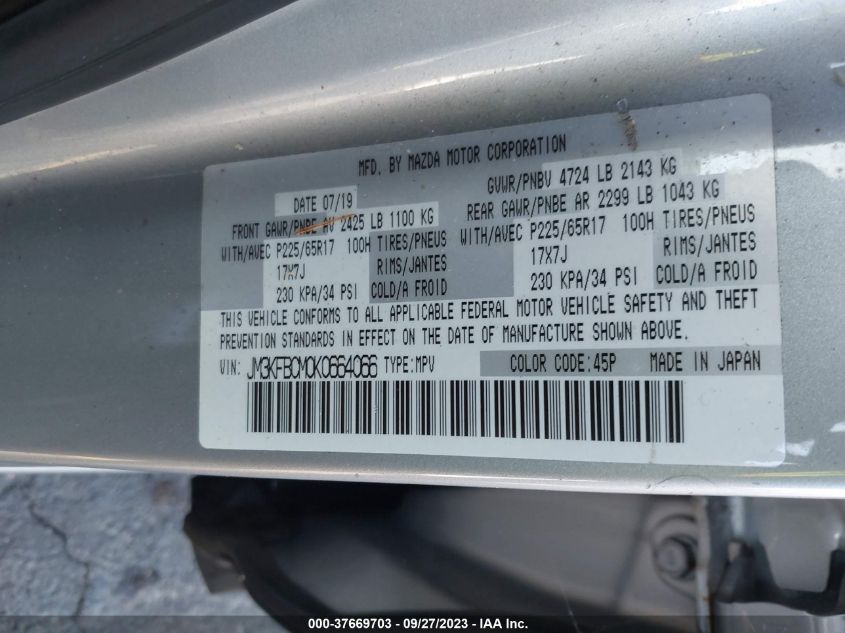 MFD. BY MAZDA MOTOR CORPORATION
DATE 07/19 GVWR/PNBV 4724 LB 2143 KG
FRONT GAWR/PNBE AV 2425 LB 1100 KG REAR GAWR/PNBE AR 2299 LB 1043 KG
WITH/AVEC P225/65R17 100H TIRES/PNEUS WITH/AVEC P225/65R17 100H TIRES/PNEUS
17X7J RIMS/JANTES 17X7J RIMS/JANTES
230 KPA/34 PSI COLD/A FROID 230 KPA/34 PSI COLD/A FROID
THIS VEHICLE CONFORMS TO ALL APPLICABLE FEDERAL MOTOR VEHICLE SAFETY AND THEFT
PREVENTION STANDARDS IN EFFECT ON THE DATE OF MANUFACTURE SHOWN ABOVE.
VIN: JM3KFBCM0K0664066 TYPE:MPV COLOR CODE:45P MADE IN JAPAN
000-37669703 - 09/27/2023 - IAA Inc.